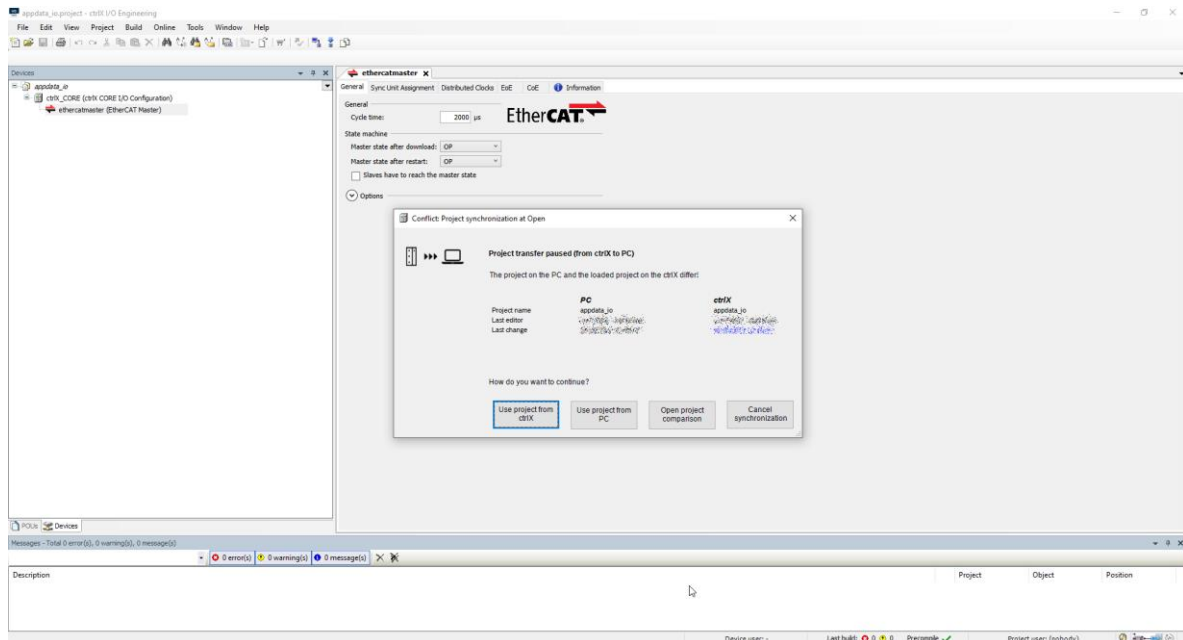 appdata_io.project - ctrlX I/O Engineering
File Edit View Project Build Online Tools Window Help
Devices
appdata_io
ctrlX_CORE (ctrlX CORE I/O Configuration)
ethercatmaster (EtherCAT Master)
POUs Devices
ethercatmaster
General Sync Unit Assignment Distributed Clocks EoE CoE Information
General
Cycle time: 2000 µs
EtherCAT.
State machine
Master state after download: OP
Master state after restart: OP
Slaves have to reach the master state
Options
Conflict: Project synchronization at Open
Project transfer paused (from ctrlX to PC)
The project on the PC and the loaded project on the ctrlX differ!
PC ctrlX
Project name appdata_io appdata_io
Last editor
Last change
How do you want to continue?
Use project from ctrlX
Use project from PC
Open project comparison
Cancel synchronization
Messages - Total 0 error(s), 0 warning(s), 0 message(s)
0 error(s) 0 warning(s) 0 message(s)
Description Project Object Position
Device user: - Last build: 0 0 Precompile Project user: (nobody)